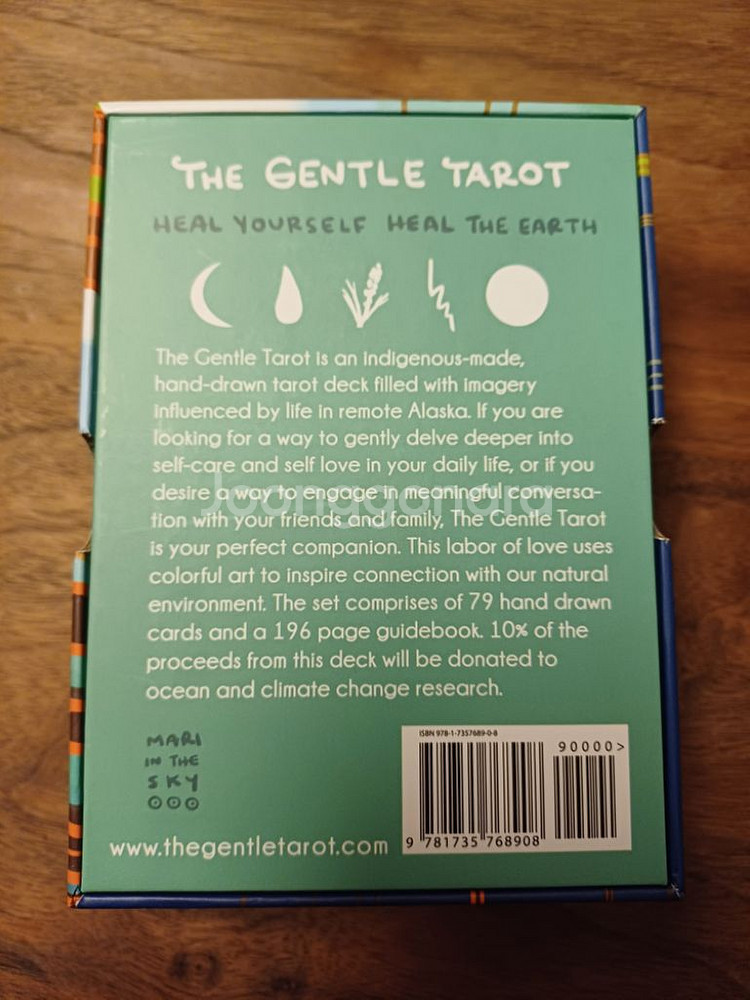 THE GENTLE TAROT
HEAL YOURSELF HEAL THE EARTH
The Gentle Tarot is an indigenous-made,
hand-drawn tarot deck filled with imagery
influenced by life in remote Alaska. If you are
looking for a way to gently delve deeper into
self-care and self love in your daily life, or if you
desire a way to engage in meaningful conversa-
tion with your friends and family, The Gentle Tarot
is your perfect companion. This labor of love uses
colorful art to inspire connection with our natural
environment. The set comprises of 79 hand drawn
cards and a 196 page guidebook. 10% of the
proceeds from this deck will be donated to
ocean and climate change research.
Joonggonara
MARI
IN THE
SKY
www.thegentletarot.com
ISBN 978-1-7357689-0-8
90000>
9 781735 768908